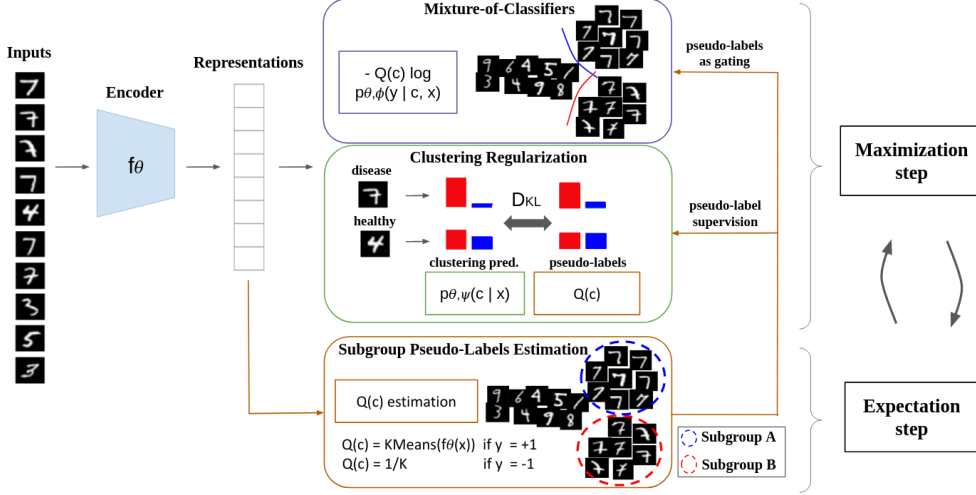 Inputs
Encoder
fθ
Representations
Mixture-of-Classifiers
- Q(c) log
pθ,ϕ(y | c, x)
pseudo-labels
as gating
Clustering Regularization
disease
healthy
DKL
clustering pred.
pseudo-labels
pθ,ψ(c | x)
Q(c)
pseudo-label
supervision
Subgroup Pseudo-Labels Estimation
Q(c) estimation
Q(c) = KMeans(fθ(x)) if y = +1
Q(c) = 1/K if y = -1
Subgroup A
Subgroup B
Maximization
step
Expectation
step